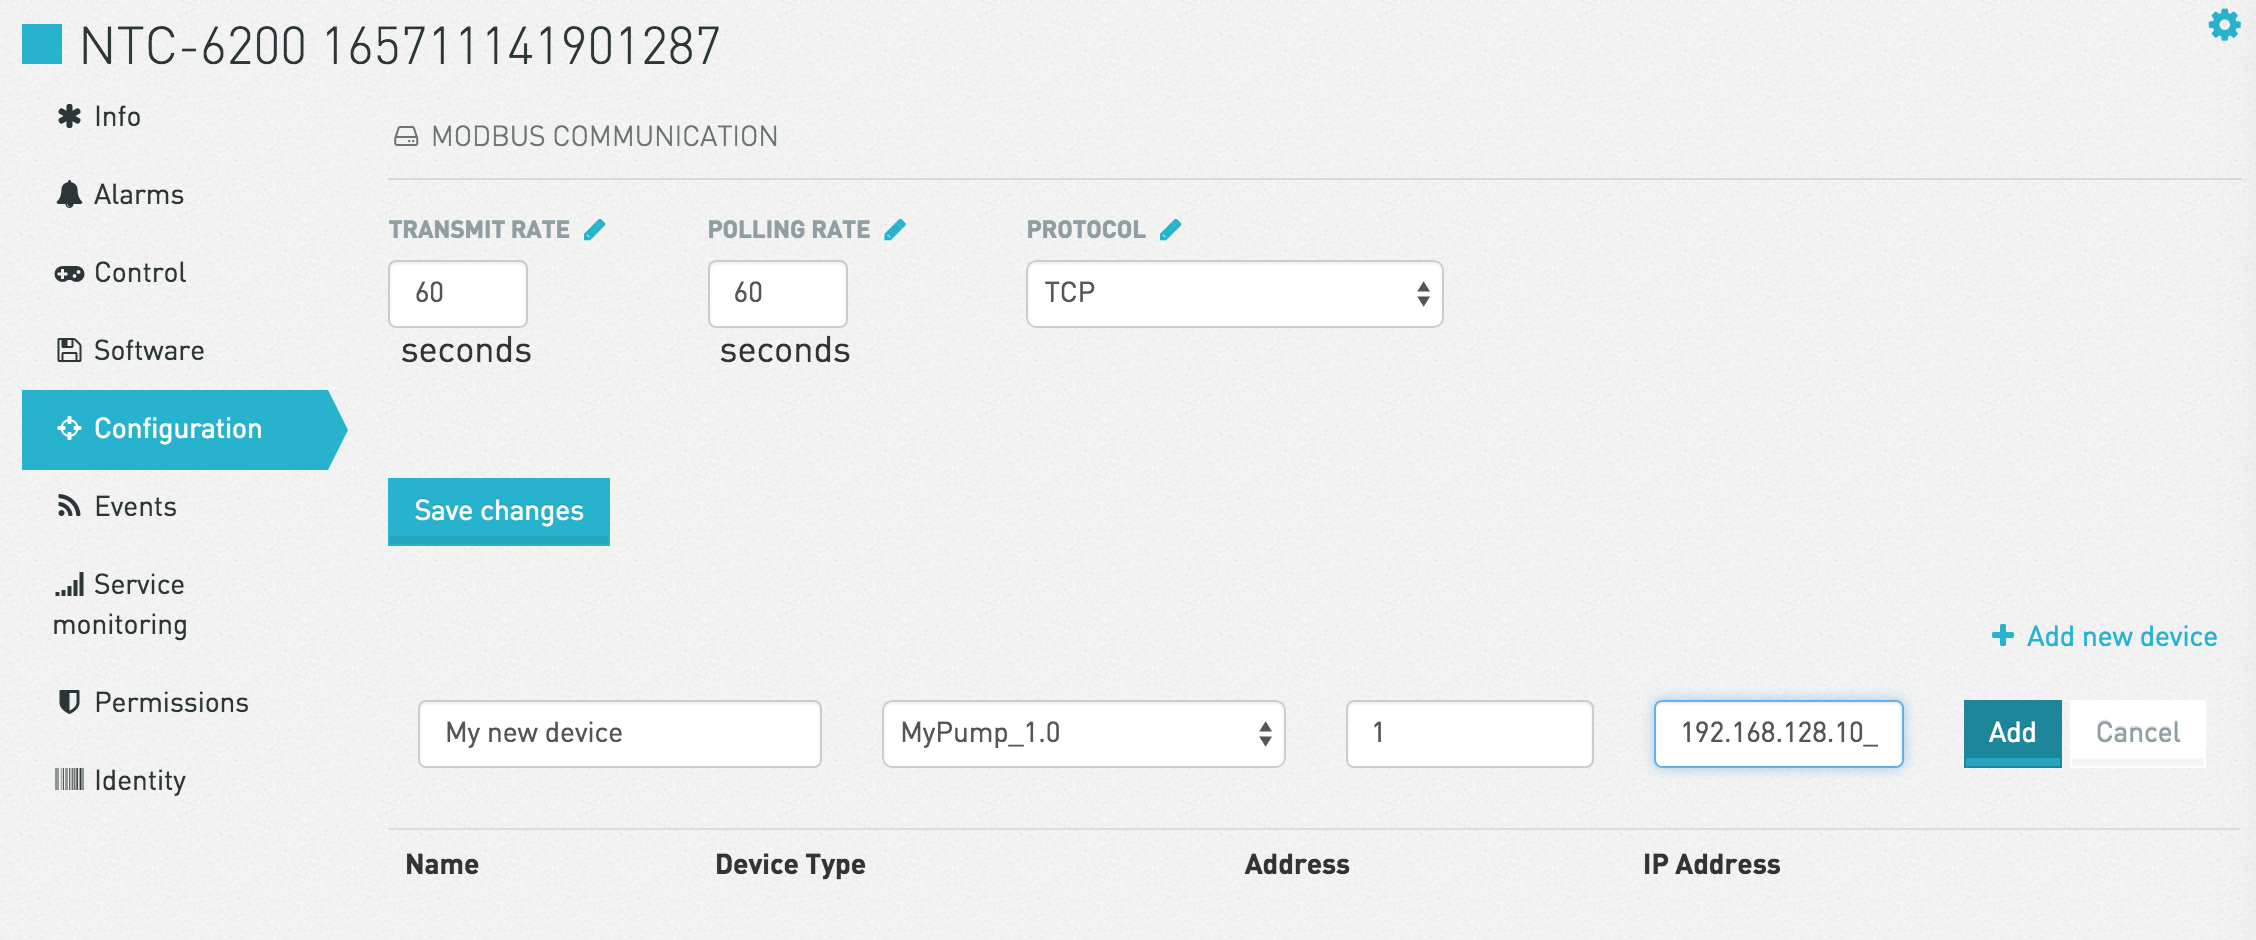 NTC-6200 165711141901287
Info
Alarms
Control
Software
Configuration
Events
Service
monitoring
Permissions
Identity
MODBUS COMMUNICATION
TRANSMIT RATE POLLING RATE PROTOCOL
60 60 TCP
seconds seconds
Save changes
Add new device
My new device MyPump_1.0 1 192.168.128.10_ Add Cancel
Name Device Type Address IP Address